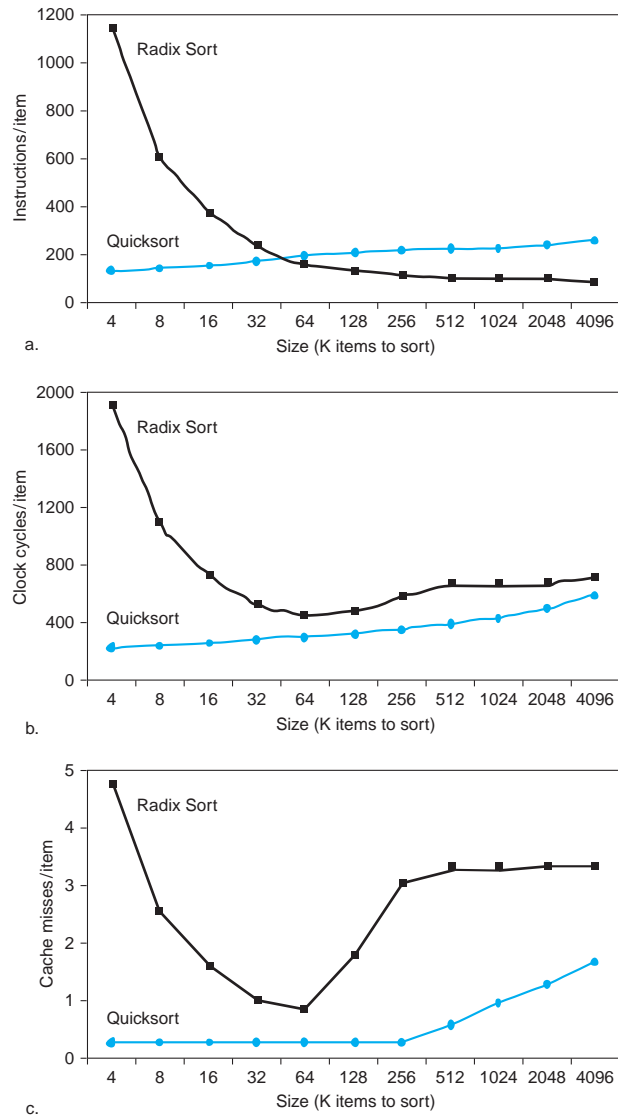 1200
Radix Sort
1000
800
Instructions/item
600
400
Quicksort
200
0
4 8 16 32 64 128 256 512 1024 2048 4096
a.
Size (K items to sort)
2000
Radix Sort
1600
1200
Clock cycles/item
800
400
Quicksort
0
4 8 16 32 64 128 256 512 1024 2048 4096
b.
Size (K items to sort)
5
Radix Sort
4
3
Cache misses/item
2
1
Quicksort
0
4 8 16 32 64 128 256 512 1024 2048 4096
Size (K items to sort)
c.